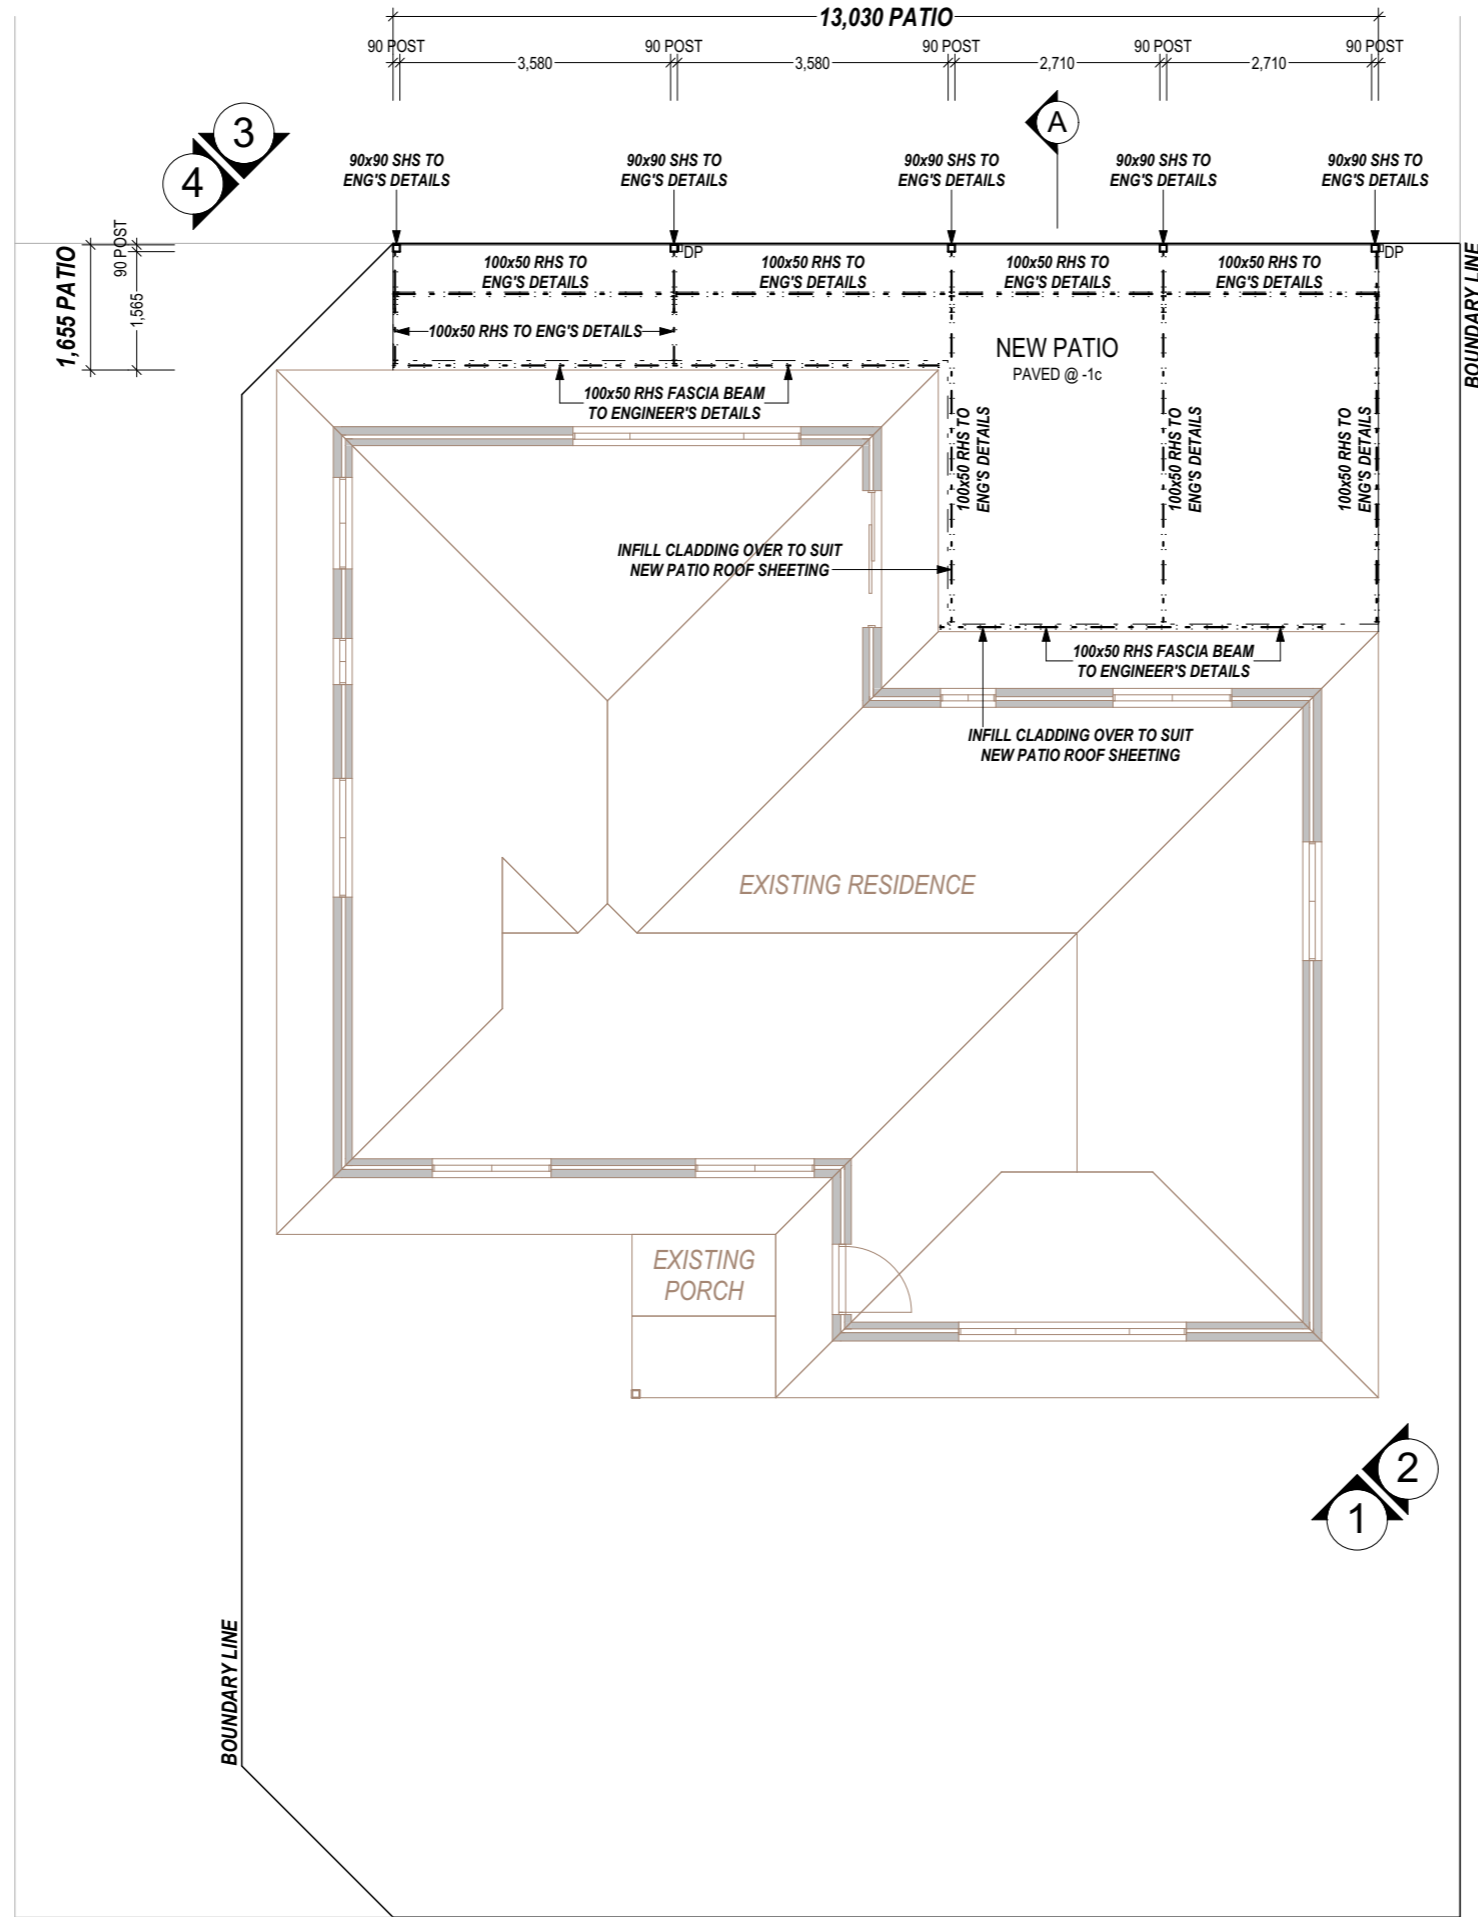 13,030 PATIO
90 POST 90 POST 90 POST 90 POST 90 POST
3,580 3,580 2,710 2,710
3
A
4
90x90 SHS TO
ENG'S DETAILS
90x90 SHS TO
ENG'S DETAILS
90x90 SHS TO
ENG'S DETAILS
90x90 SHS TO
ENG'S DETAILS
90x90 SHS TO
ENG'S DETAILS
1,655 PATIO
90 POST
1,565
DP
DP
BOUNDARY LINE
100x50 RHS TO
ENG'S DETAILS
100x50 RHS TO
ENG'S DETAILS
100x50 RHS TO
ENG'S DETAILS
100x50 RHS TO
ENG'S DETAILS
100x50 RHS TO ENG'S DETAILS
NEW PATIO
PAVED @ -1c
100x50 RHS FASCIA BEAM
TO ENGINEER'S DETAILS
100x50 RHS TO
ENG'S DETAILS
100x50 RHS TO
ENG'S DETAILS
100x50 RHS TO
ENG'S DETAILS
INFILL CLADDING OVER TO SUIT
NEW PATIO ROOF SHEETING
100x50 RHS FASCIA BEAM
TO ENGINEER'S DETAILS
INFILL CLADDING OVER TO SUIT
NEW PATIO ROOF SHEETING
EXISTING RESIDENCE
EXISTING
PORCH
2
1
BOUNDARY LINE